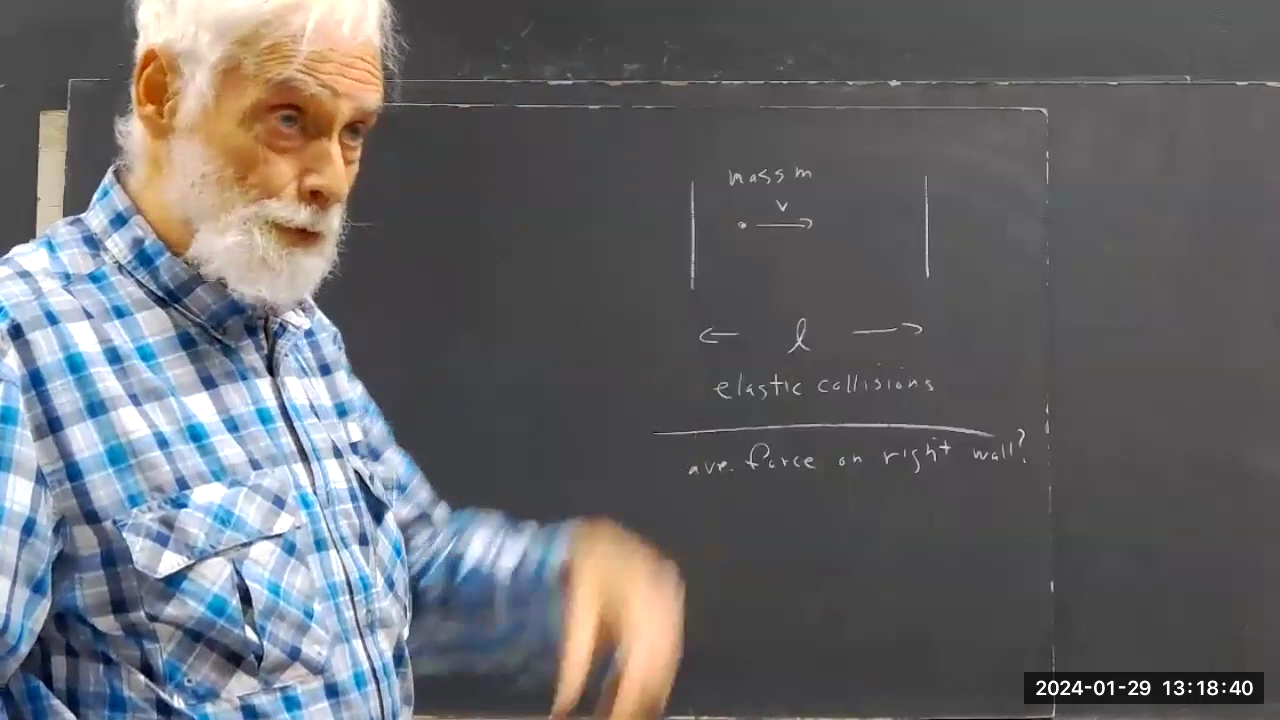 mass m
v
l
elastic collisions
ave. force on right wall?
2024-01-29 13:18:40